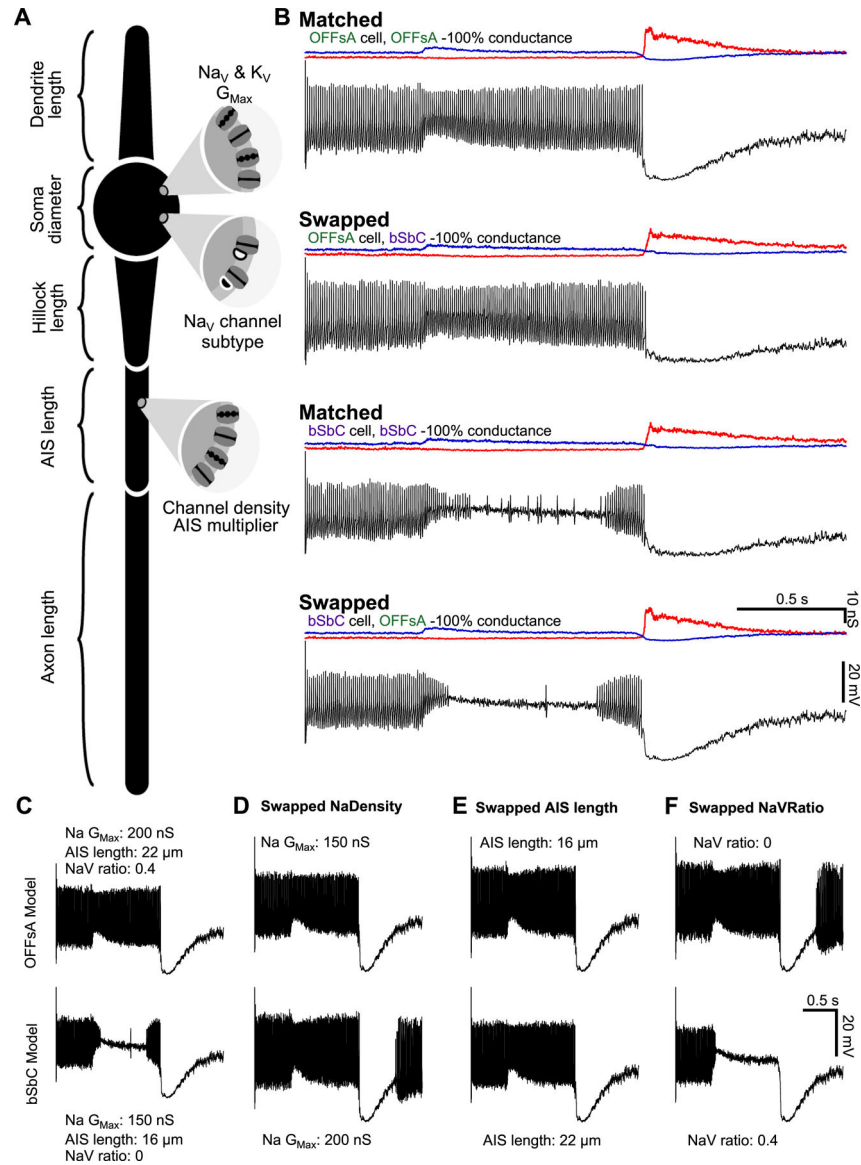 A
Dendrite
length
Soma
diameter
Hillock
length
AIS length
Axon length
NaV & KV
GMax
NaV channel
subtype
Channel density
AIS multiplier
B
Matched
OFFsA cell, OFFsA -100% conductance
Swapped
OFFsA cell, bSbC -100% conductance
Matched
bSbC cell, bSbC -100% conductance
Swapped
bSbC cell, OFFsA -100% conductance
0.5 s
10 nS
20 mV
C
Na GMax: 200 nS
AIS length: 22 µm
NaV ratio: 0.4
OFFsA Model
bSbC Model
Na GMax: 150 nS
AIS length: 16 µm
NaV ratio: 0
D Swapped NaDensity
Na GMax: 150 nS
Na GMax: 200 nS
E Swapped AIS length
AIS length: 16 µm
AIS length: 22 µm
F Swapped NaVRatio
NaV ratio: 0
0.5 s
20 mV
NaV ratio: 0.4